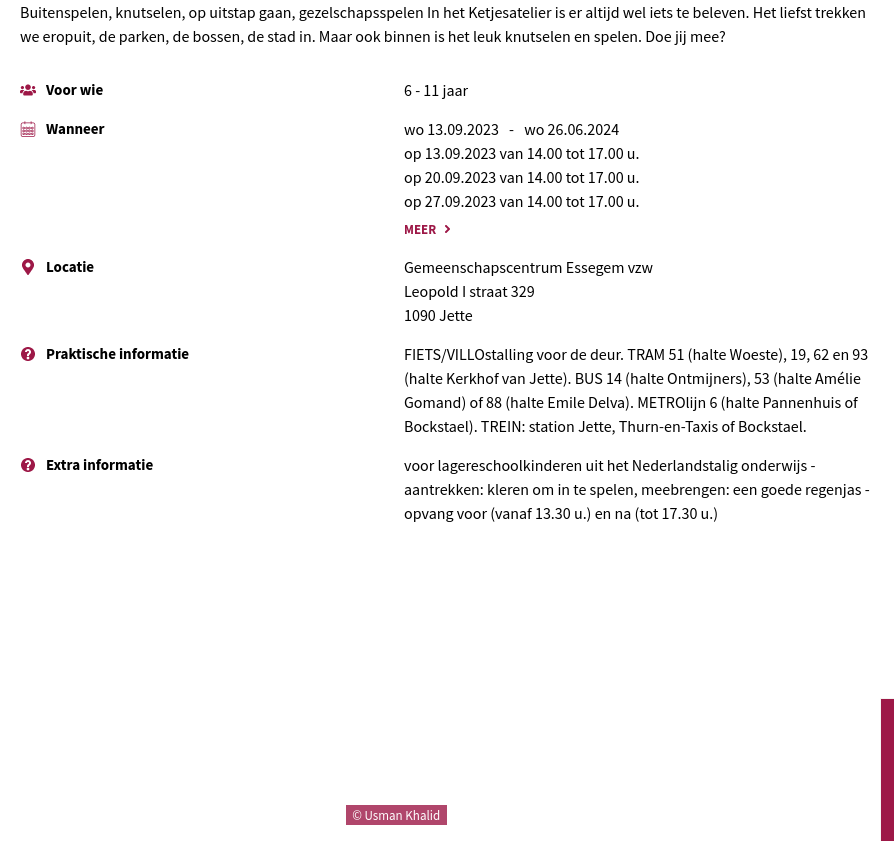 Buitenspelen, knutselen, op uitstap gaan, gezelschapsspelen In het Ketjesatelier is er altijd wel iets te beleven. Het liefst trekken
we eropuit, de parken, de bossen, de stad in. Maar ook binnen is het leuk knutselen en spelen. Doe jij mee?
Voor wie
6 - 11 jaar
Wanneer
wo 13.09.2023 - wo 26.06.2024
op 13.09.2023 van 14.00 tot 17.00 u.
op 20.09.2023 van 14.00 tot 17.00 u.
op 27.09.2023 van 14.00 tot 17.00 u.
MEER
Locatie
Gemeenschapscentrum Essegem vzw
Leopold I straat 329
1090 Jette
Praktische informatie
FIETS/VILLOstalling voor de deur. TRAM 51 (halte Woeste), 19, 62 en 93
(halte Kerkhof van Jette). BUS 14 (halte Ontmijners), 53 (halte Amélie
Gomand) of 88 (halte Emile Delva). METROlijn 6 (halte Pannenhuis of
Bockstael). TREIN: station Jette, Thurn-en-Taxis of Bockstael.
Extra informatie
voor lagereschoolkinderen uit het Nederlandstalig onderwijs -
aantrekken: kleren om in te spelen, meebrengen: een goede regenjas -
opvang voor (vanaf 13.30 u.) en na (tot 17.30 u.)
© Usman Khalid